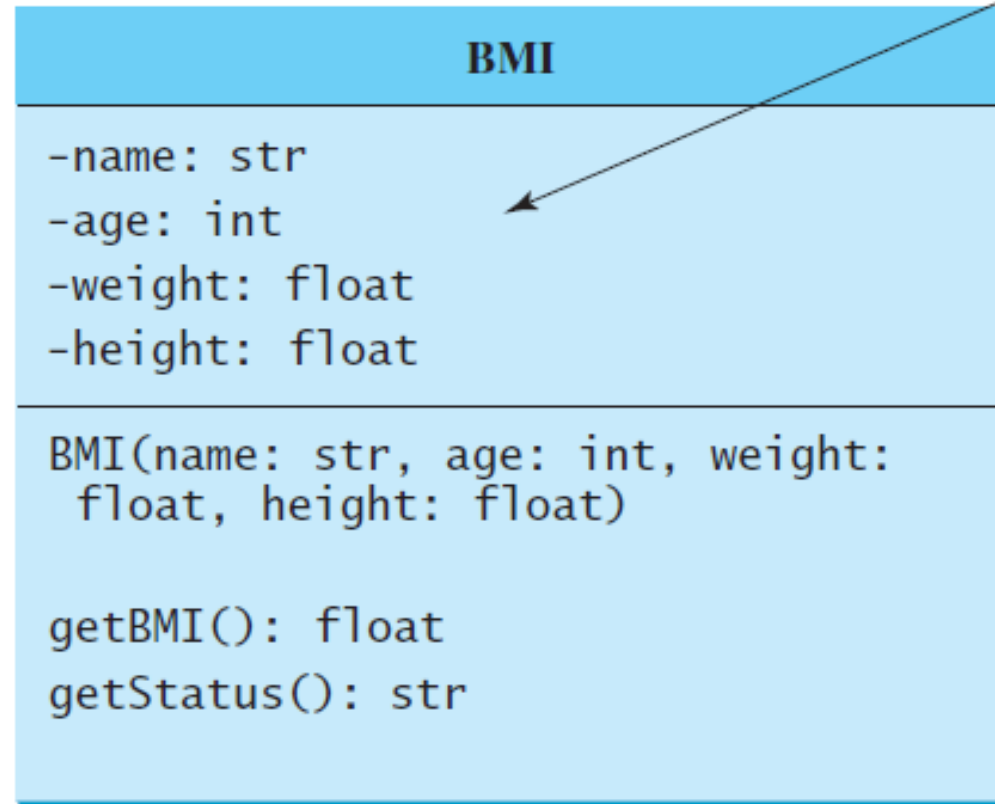 BMI
-name: str
-age: int
-weight: float
-height: float
BMI(name: str, age: int, weight:
float, height: float)
getBMI(): float
getStatus(): str